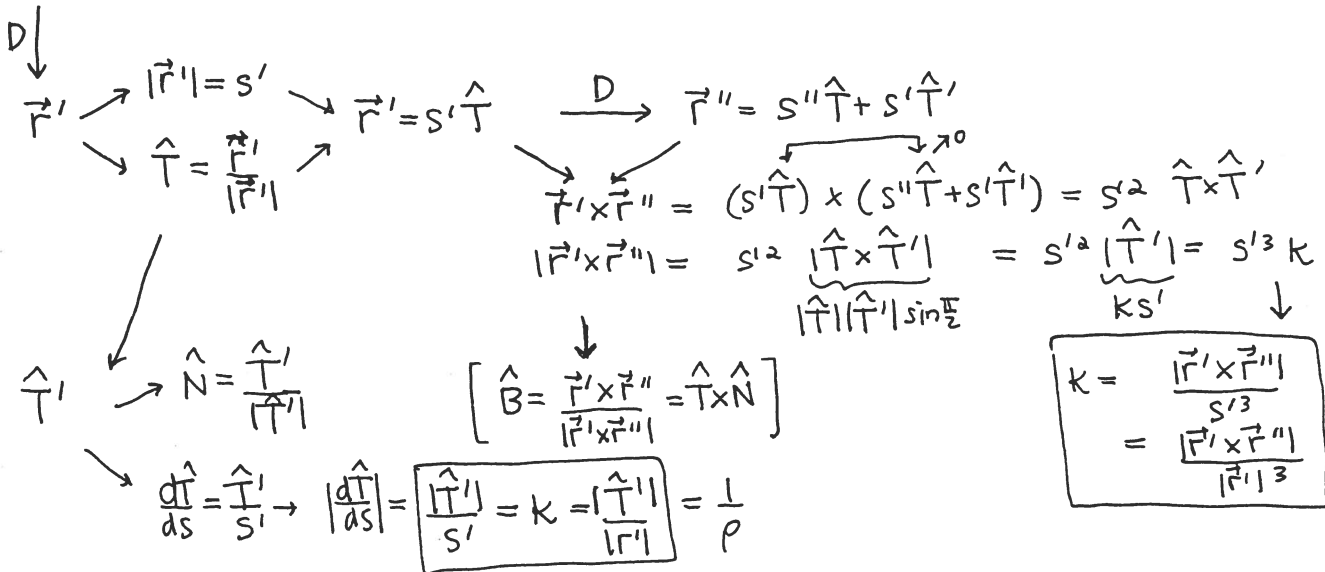 D↓
r⃗' ↗ |r⃗'| = s' ↘ r⃗' = s'T̂ —D→ r⃗'' = s''T̂ + s'T̂'
↘ T̂ = r⃗'/|r⃗'| ↗
↘ ↙ ↗0
r⃗' × r⃗'' = (s'T̂) × (s''T̂ + s'T̂') = s'² T̂×T̂'
|r⃗' × r⃗''| = s'² |T̂ × T̂'| = s'² |T̂'| = s'³ κ
|T̂||T̂'| sin π/2
κs' ↓
↓
T̂' → N̂ = T̂'/|T̂'|
[ B̂ = r⃗'×r⃗''/|r⃗'×r⃗''| = T̂×N̂ ]
κ = |r⃗' × r⃗''|/s'³
= |r⃗' × r⃗''|/|r⃗'|³
↘ dT̂/ds = T̂'/s' → |dT̂/ds| = |T̂'|/s' = κ = |T̂'|/|r'| = 1/ρ